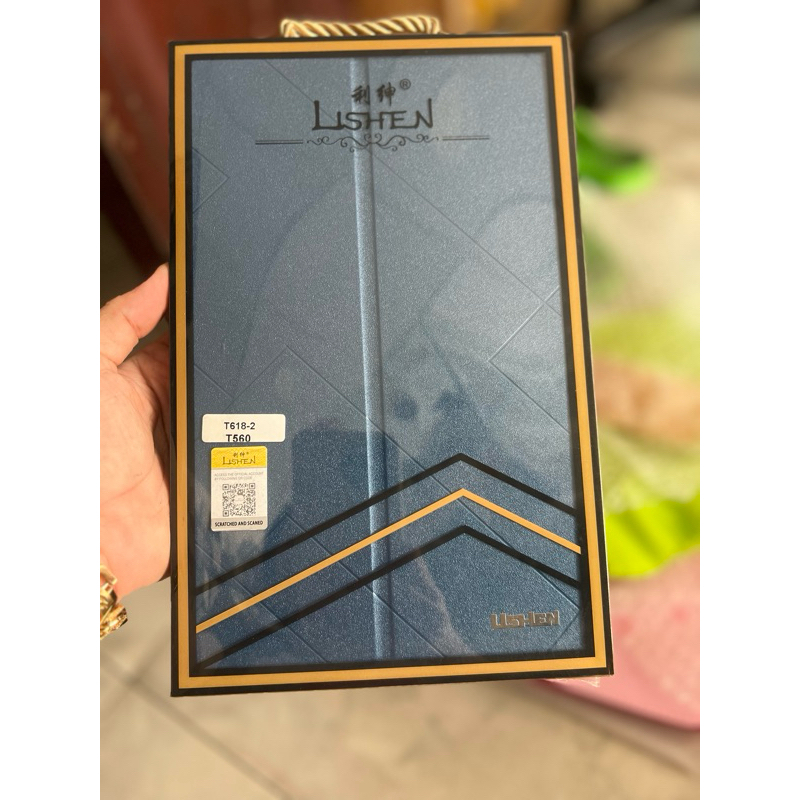 利绅®
LISHEN
T618-2
T560
利绅®
LISHEN
SCRATCHED AND SCANED
LISHEN